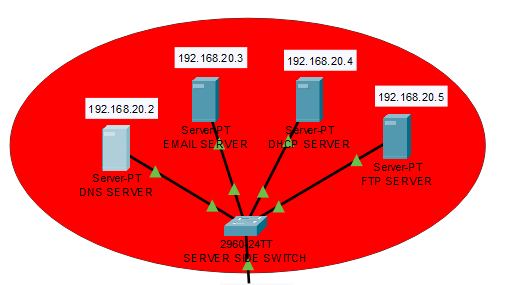 192.168.20.3
192.168.20.4
192.168.20.5
192.168.20.2
Server-PT
EMAIL SERVER
Server-PT
DHCP SERVER
Server-PT
FTP SERVER
Server-PT
DNS SERVER
2960-24TT
SERVER SIDE SWITCH